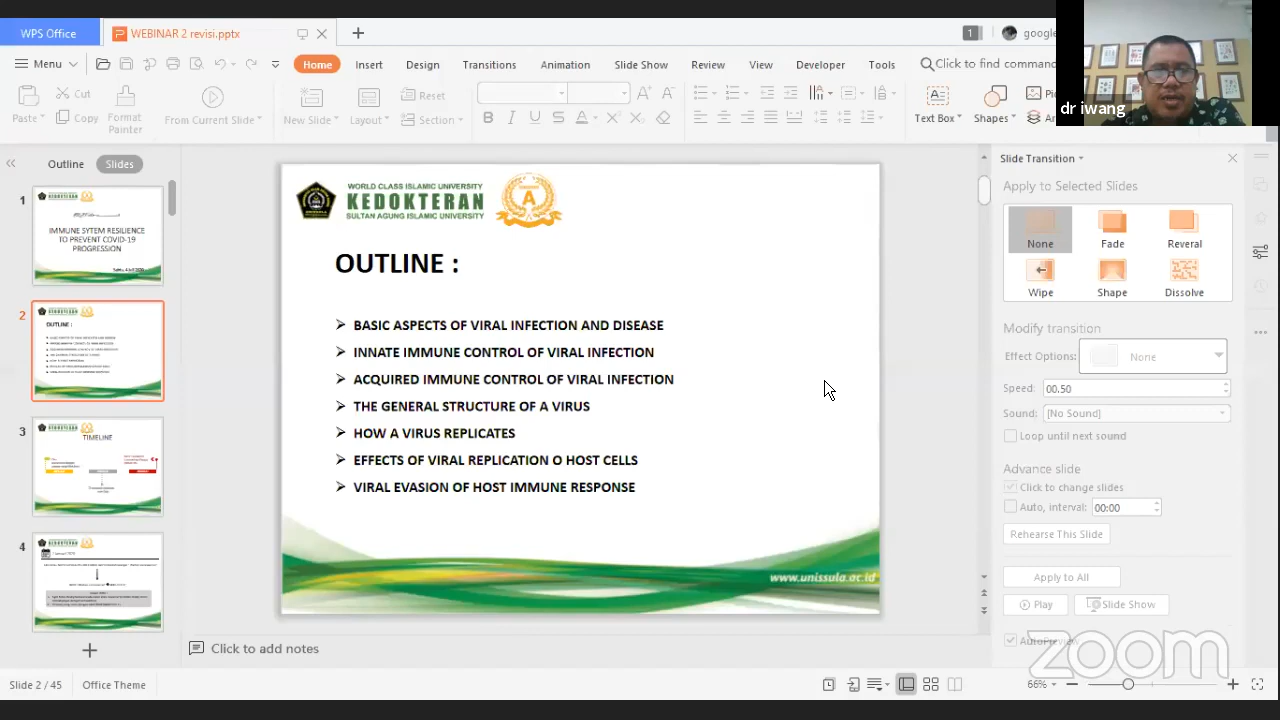 WPS Office
WEBINAR 2 revisi.pptx
1
google
Menu
Home
Insert
Design
Transitions
Animation
Slide Show
Review
View
Developer
Tools
Click to find command
dr iwang
Paste
Cut
Format
Painter
From Current Slide
New Slide
Layout
Reset
Section
B I U S A
Text Box
Shapes
Outline
Slides
1
IMMUNE SYTEM RESILIENCE
TO PREVENT COVID-19
PROGRESSION
2
3
TIMELINE
4
WORLD CLASS ISLAMIC UNIVERSITY
KEDOKTERAN
SULTAN AGUNG ISLAMIC UNIVERSITY
A
OUTLINE :
BASIC ASPECTS OF VIRAL INFECTION AND DISEASE
INNATE IMMUNE CONTROL OF VIRAL INFECTION
ACQUIRED IMMUNE CONTROL OF VIRAL INFECTION
THE GENERAL STRUCTURE OF A VIRUS
HOW A VIRUS REPLICATES
EFFECTS OF VIRAL REPLICATION O HOST CELLS
VIRAL EVASION OF HOST IMMUNE RESPONSE
www.unissula.ac.id
Click to add notes
Slide 2 / 45
Office Theme
66%
Slide Transition
Apply to Selected Slides
None
Fade
Reveral
Wipe
Shape
Dissolve
Modify transition
Effect Options:
None
Speed: 00.50
Sound: [No Sound]
Loop until next sound
Advance slide
Click to change slides
Auto, interval: 00:00
Rehearse This Slide
Apply to All
Play
Slide Show
AutoPreview
zoom